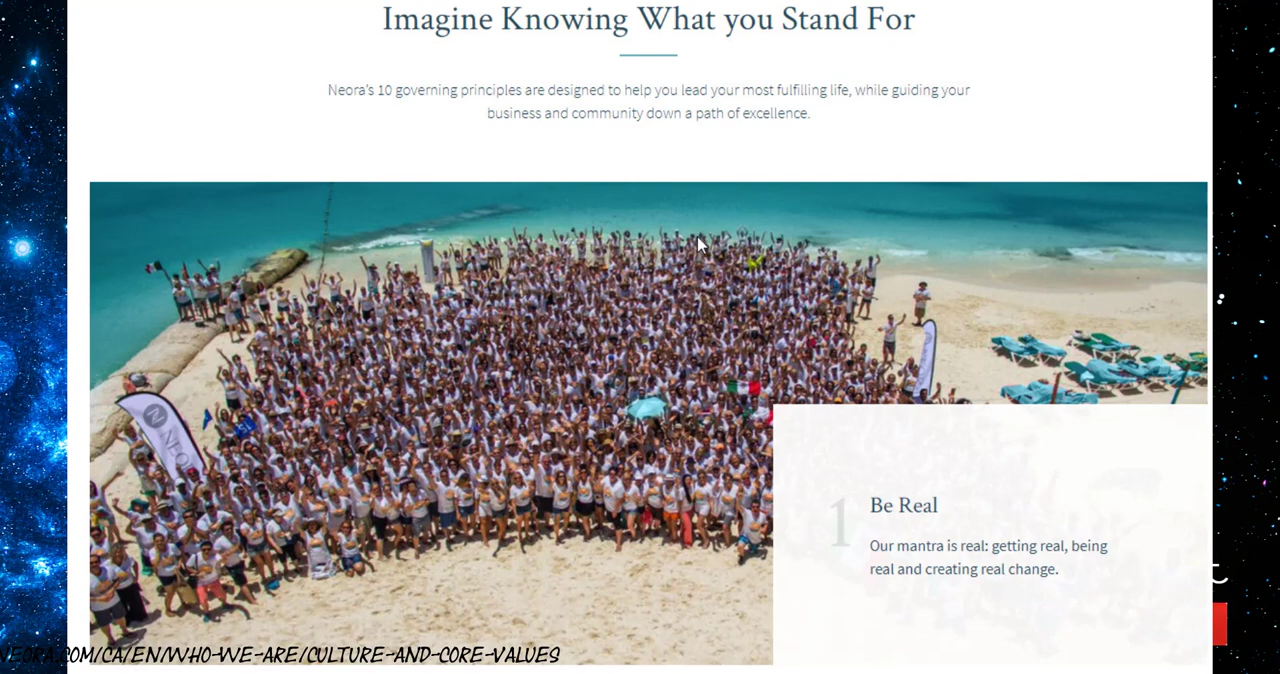 Imagine Knowing What you Stand For
Neora's 10 governing principles are designed to help you lead your most fulfilling life, while guiding your
business and community down a path of excellence.
1
Be Real
Our mantra is real: getting real, being
real and creating real change.
NEORA.COM/CA/EN/WHO-WE-ARE/CULTURE-AND-CORE-VALUES